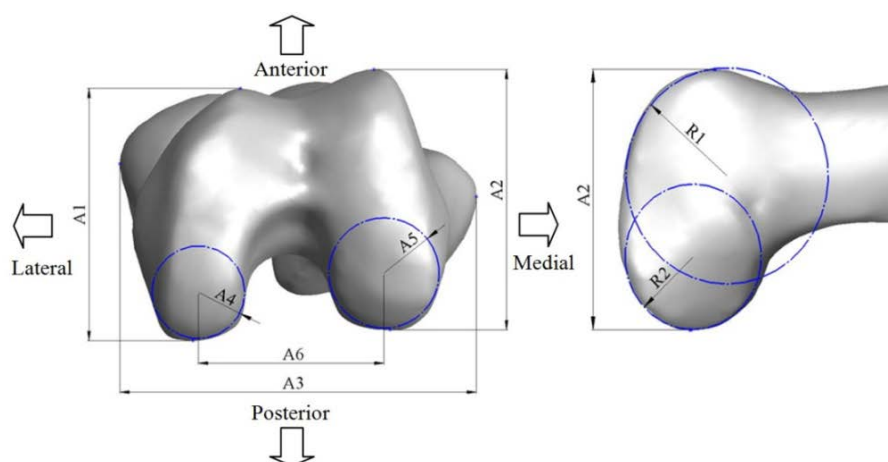 Anterior
A1
A2
A2
R1
Lateral
A5
Medial
A4
R2
A6
A3
Posterior